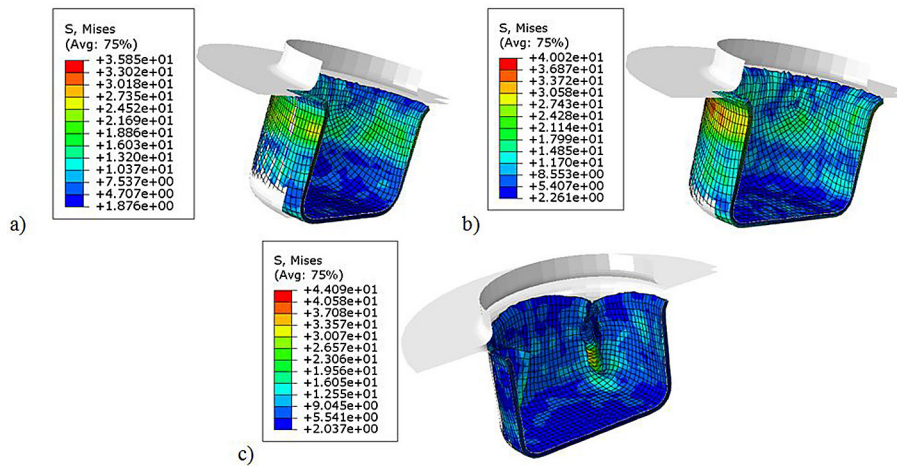 S, Mises
(Avg: 75%)
+3.585e+01
+3.302e+01
+3.018e+01
+2.735e+01
+2.452e+01
+2.169e+01
+1.886e+01
+1.603e+01
+1.320e+01
+1.037e+01
+7.537e+00
+4.707e+00
+1.876e+00
a)
S, Mises
(Avg: 75%)
+4.002e+01
+3.687e+01
+3.372e+01
+3.058e+01
+2.743e+01
+2.428e+01
+2.114e+01
+1.799e+01
+1.485e+01
+1.170e+01
+8.553e+00
+5.407e+00
+2.261e+00
b)
S, Mises
(Avg: 75%)
+4.409e+01
+4.058e+01
+3.708e+01
+3.357e+01
+3.007e+01
+2.657e+01
+2.306e+01
+1.956e+01
+1.605e+01
+1.255e+01
+9.045e+00
+5.541e+00
+2.037e+00
c)